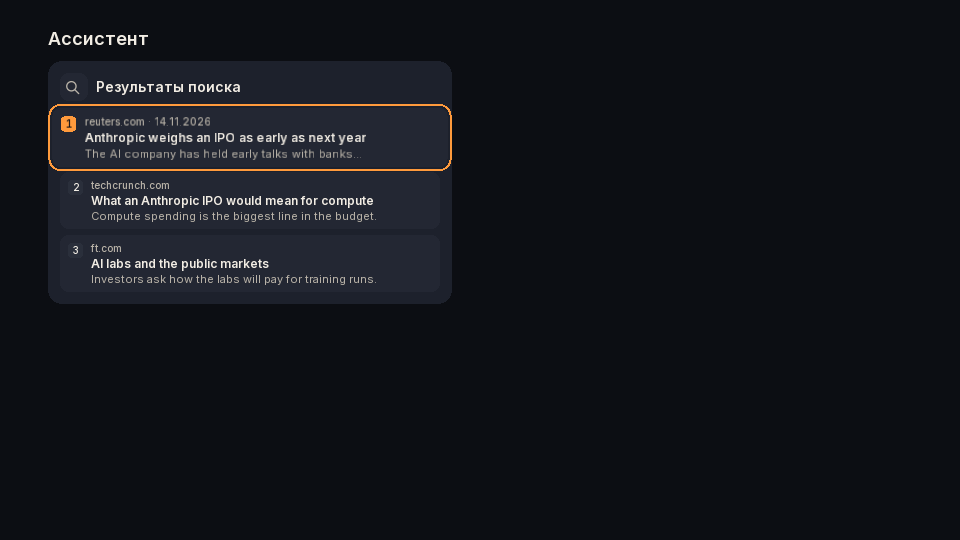 Ассистент
Результаты поиска
1
reuters.com · 14 11 2026
Anthropic weighs an IPO as early as next year
The AI company has held early talks with banks...
2
techcrunch.com
What an Anthropic IPO would mean for compute
Compute spending is the biggest line in the budget.
3
ft.com
AI labs and the public markets
Investors ask how the labs will pay for training runs.